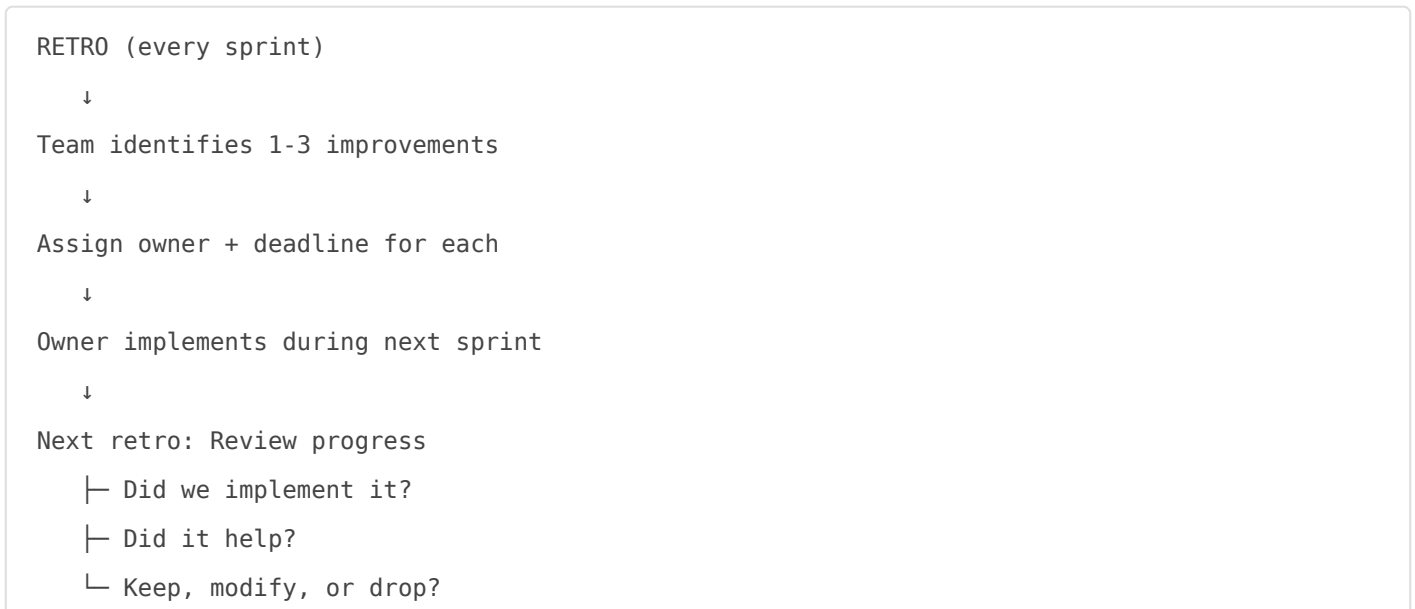 RETRO (every sprint)
↓
Team identifies 1-3 improvements
↓
Assign owner + deadline for each
↓
Owner implements during next sprint
↓
Next retro: Review progress
├─ Did we implement it?
├─ Did it help?
└─ Keep, modify, or drop?